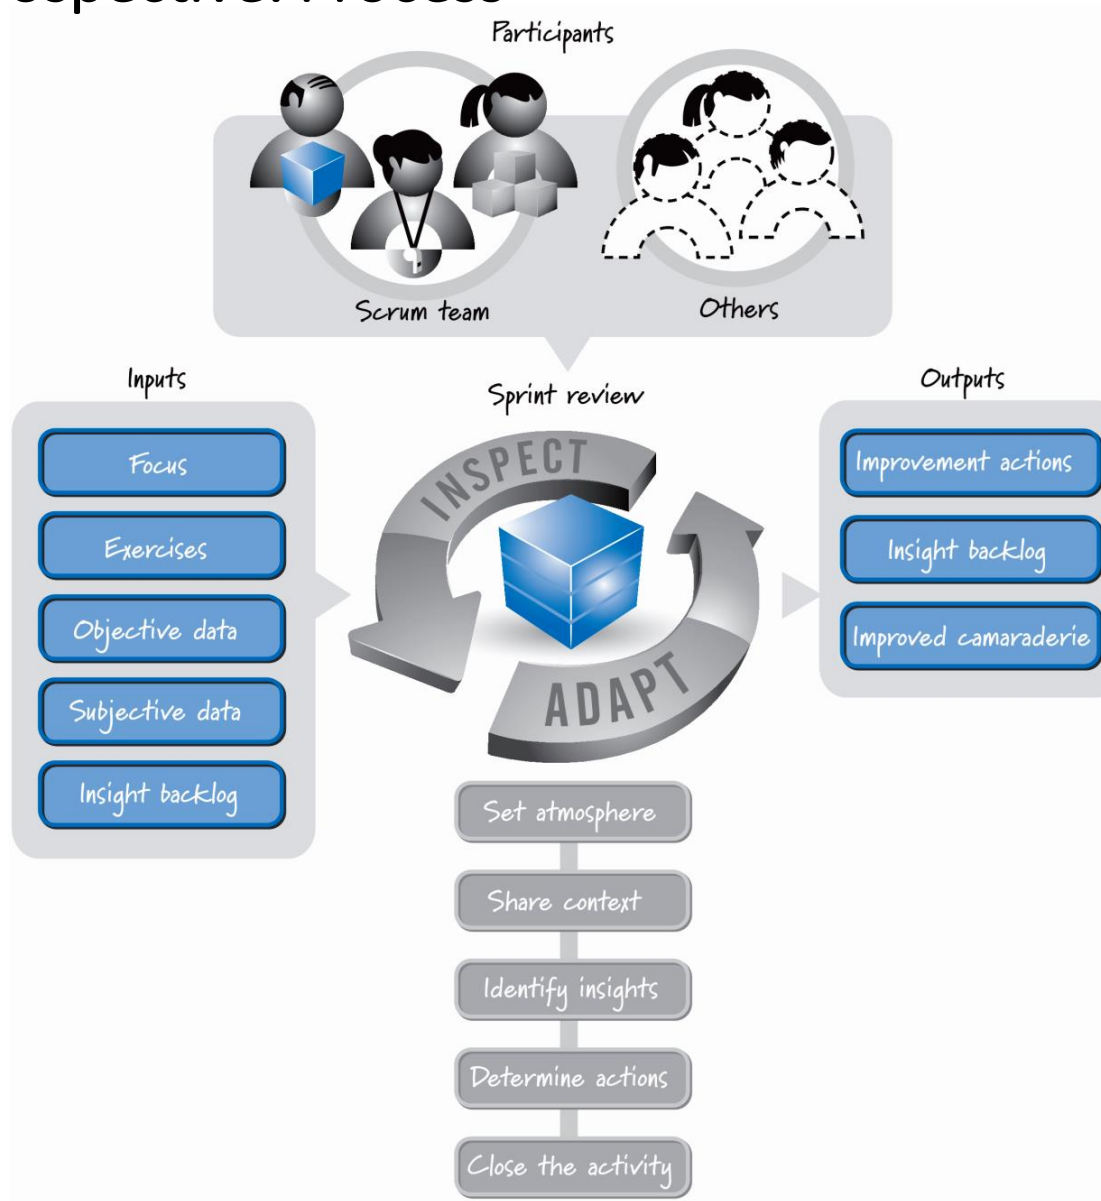 Participants
Scrum team
Others
Inputs
Focus
Exercises
Objective data
Subjective data
Insight backlog
Sprint review
INSPECT
ADAPT
Set atmosphere
Share context
Identify insights
Determine actions
Close the activity
Outputs
Improvement actions
Insight backlog
Improved camaraderie